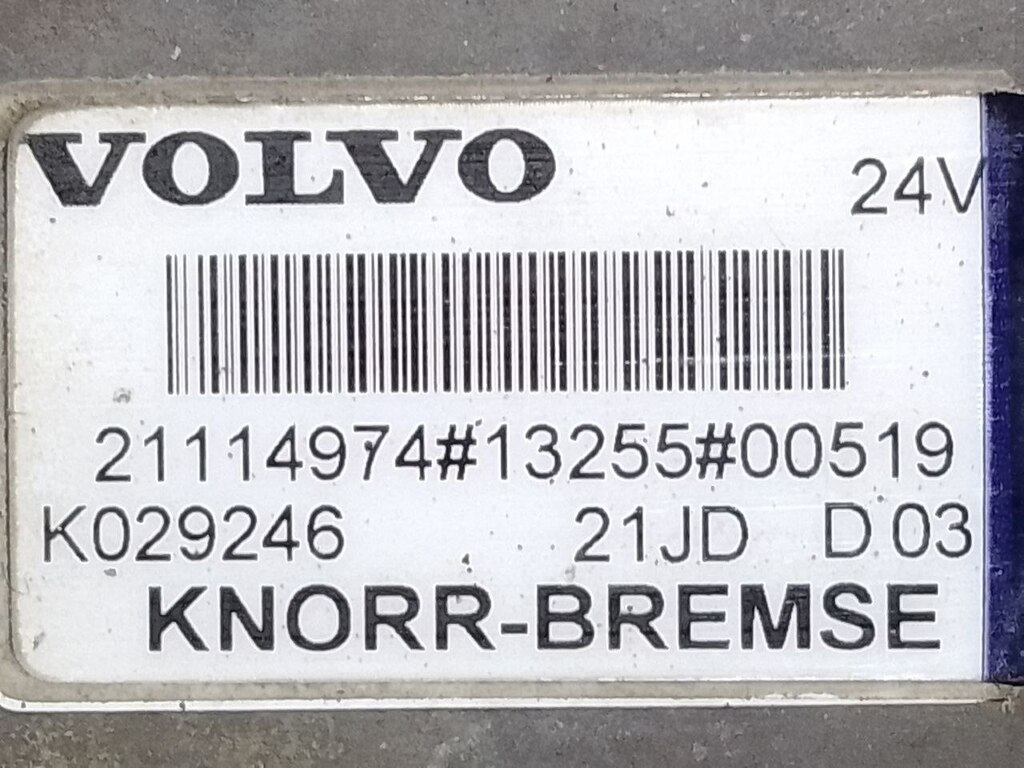 VOLVO 24V
21114974#13255#00519
K029246 21JD D 03
KNORR-BREMSE